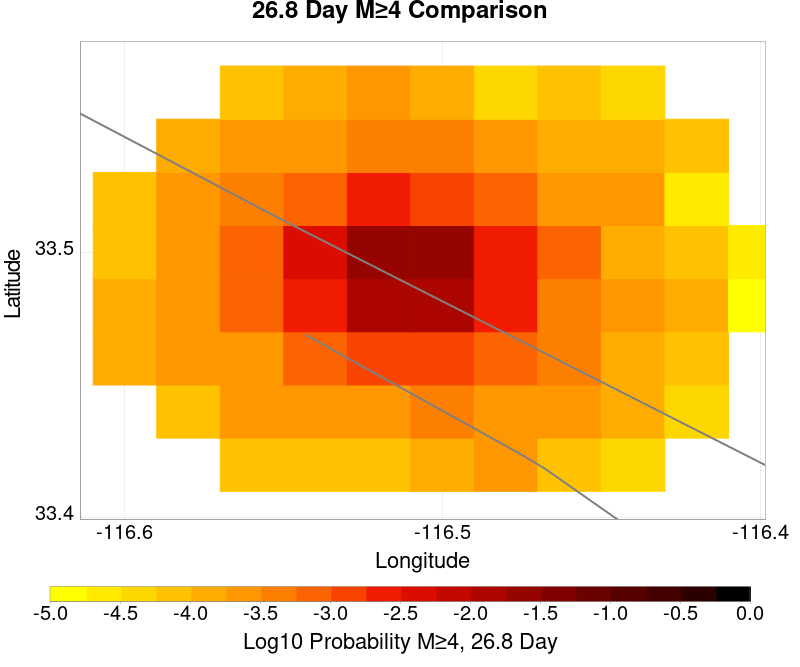 26.8 Day M≥4 Comparison
Latitude
33.5
33.4
-116.6 -116.5 -116.4
Longitude
-5.0 -4.5 -4.0 -3.5 -3.0 -2.5 -2.0 -1.5 -1.0 -0.5 0.0
Log10 Probability M≥4, 26.8 Day